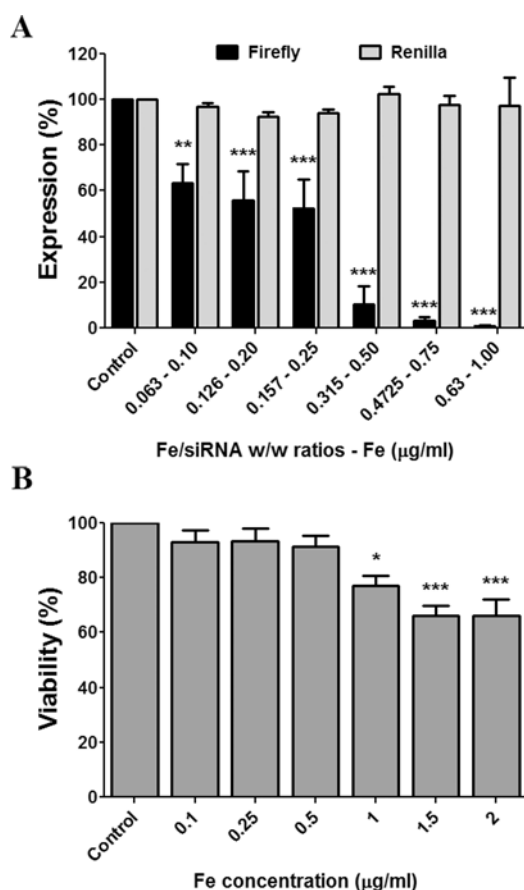 A
Firefly Renilla
Expression (%)
120
100
80
60
40
20
0
** *** *** *** *** ***
Control 0.063 - 0.10 0.126 - 0.20 0.157 - 0.25 0.315 - 0.50 0.4725 - 0.75 0.63 - 1.00
Fe/siRNA w/w ratios - Fe (µg/ml)
B
Viability (%)
100
80
60
40
20
0
* *** ***
Control 0.1 0.25 0.5 1 1.5 2
Fe concentration (µg/ml)